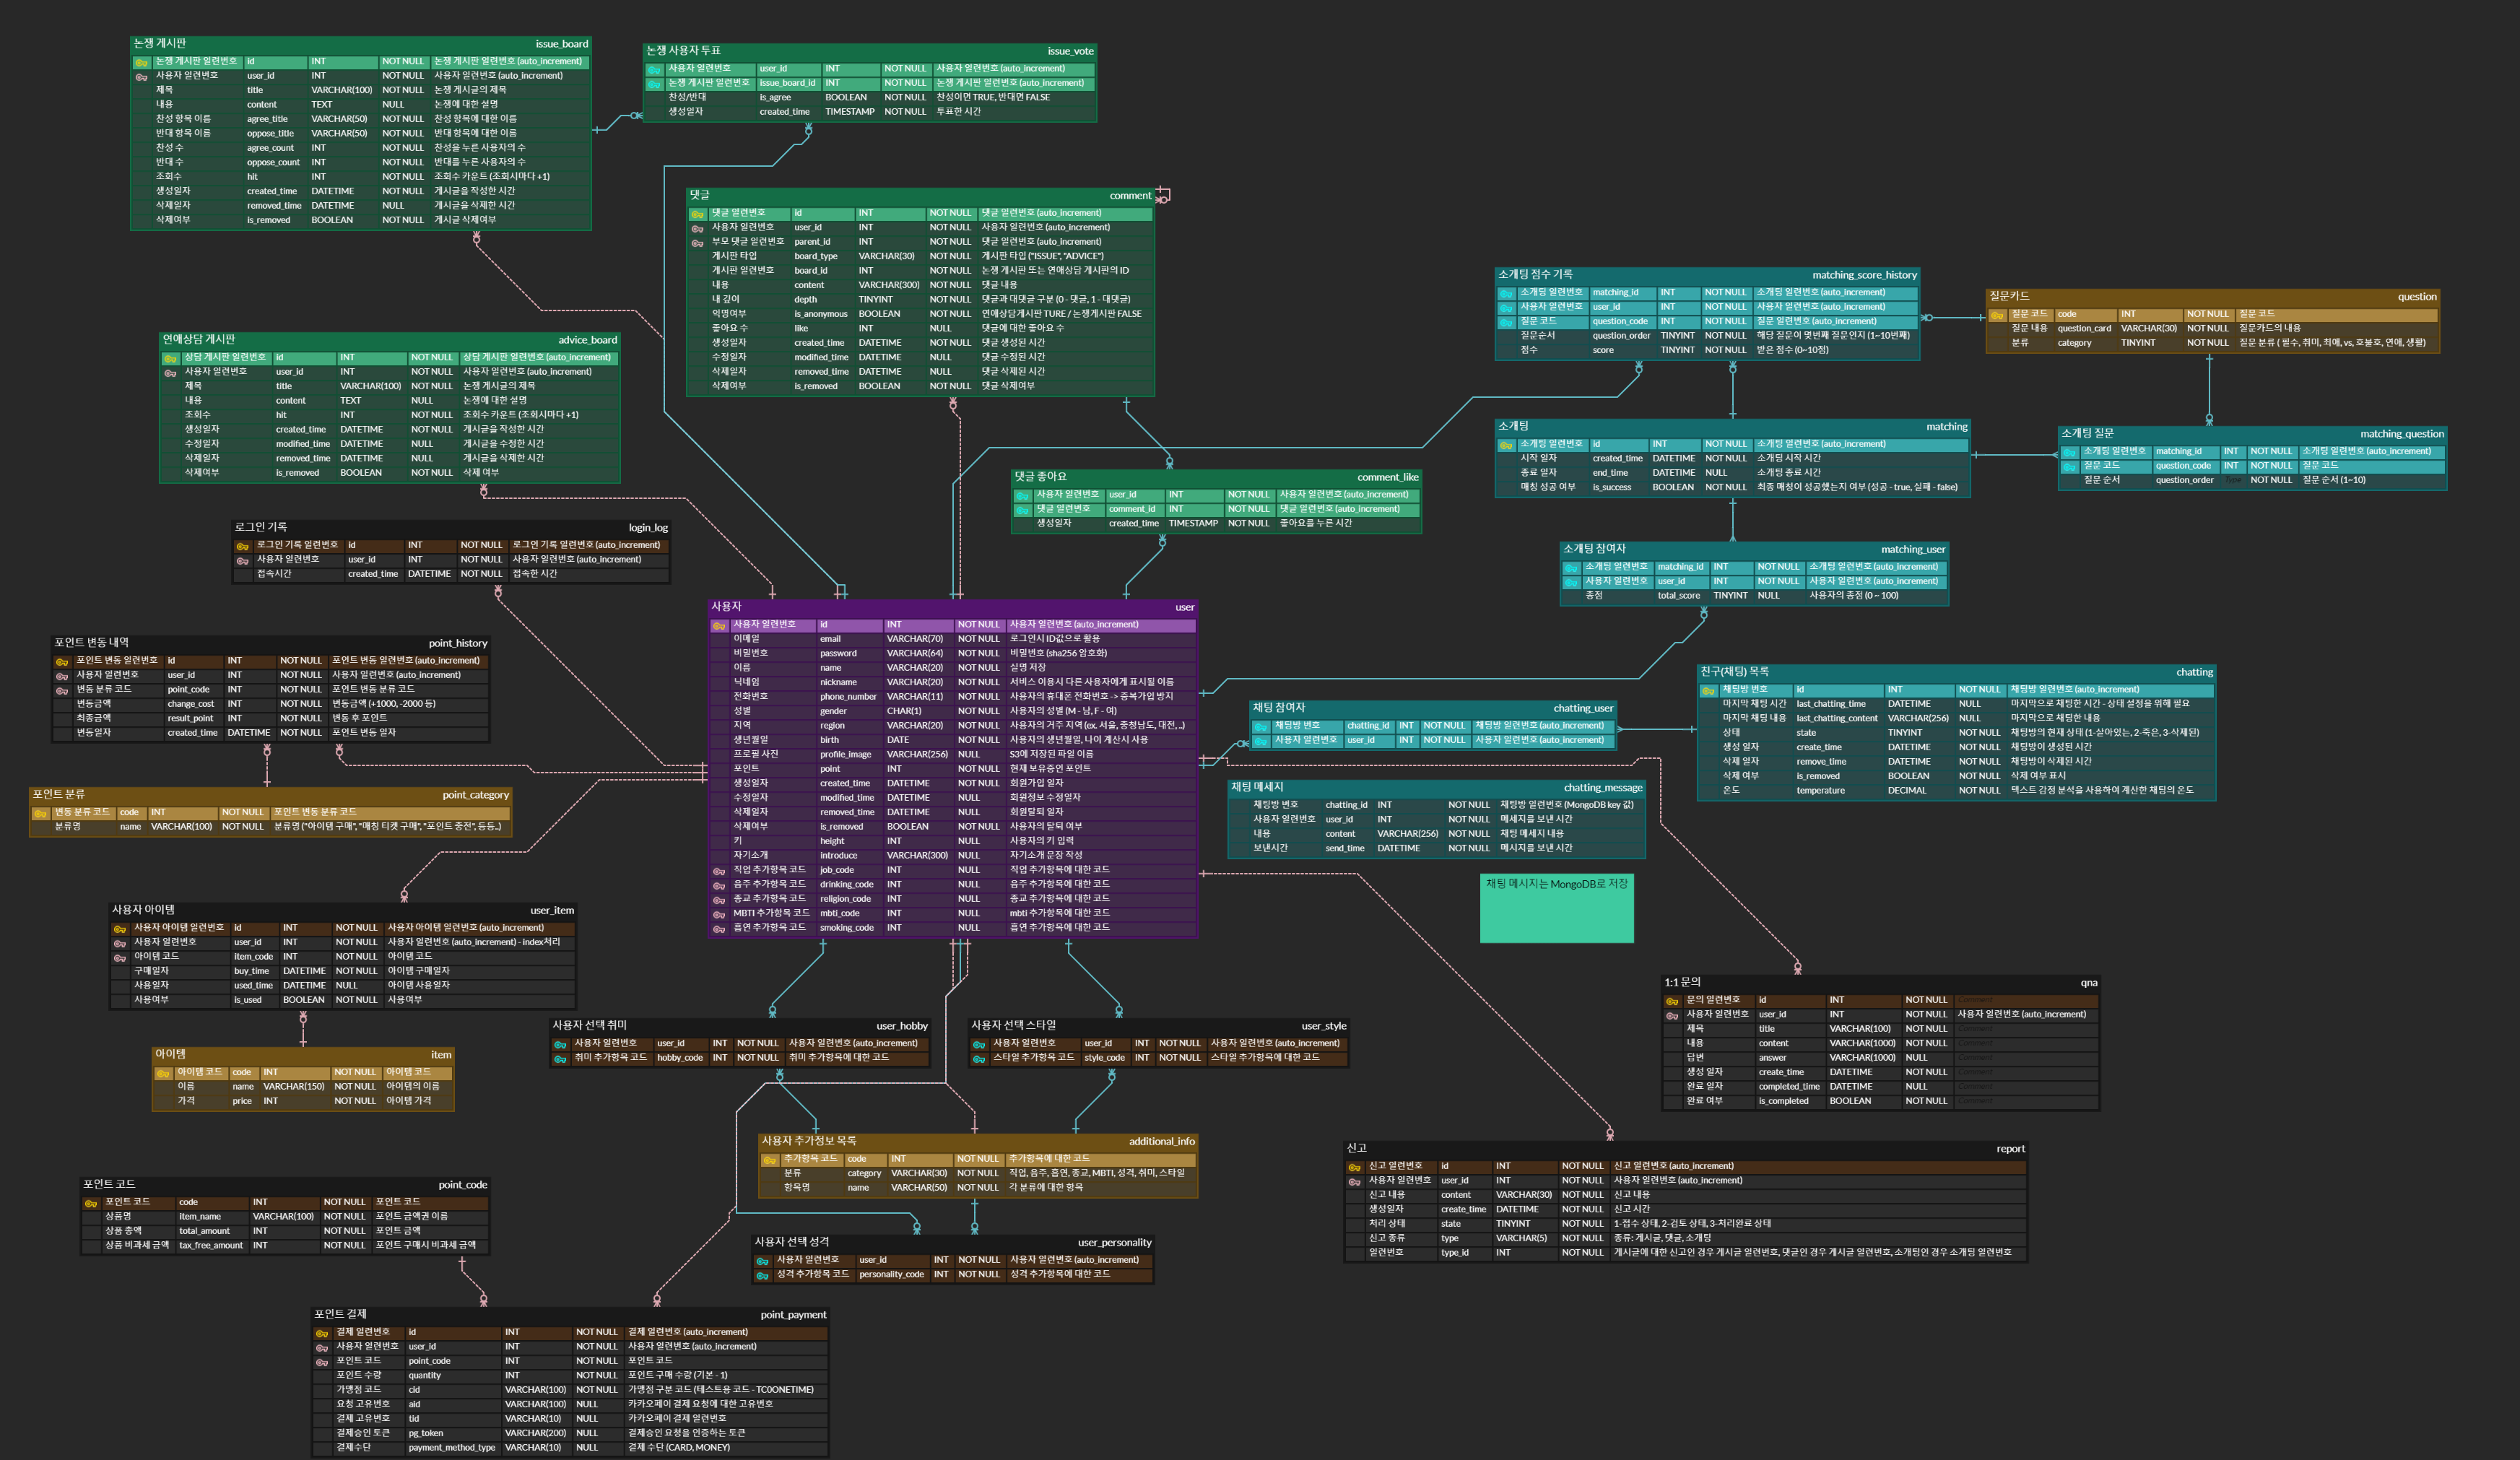 논쟁 게시판 issue_board
논쟁 게시판 일련번호 id INT NOT NULL 논쟁 게시판 일련번호 (auto_increment)
사용자 일련번호 user_id INT NOT NULL 사용자 일련번호 (auto_increment)
제목 title VARCHAR(100) NOT NULL 논쟁 게시글의 제목
내용 content TEXT NULL 논쟁에 대한 설명
찬성 항목 이름 agree_title VARCHAR(50) NOT NULL 찬성 항목에 대한 이름
반대 항목 이름 oppose_title VARCHAR(50) NOT NULL 반대 항목에 대한 이름
찬성 수 agree_count INT NOT NULL 찬성을 누른 사용자의 수
반대 수 oppose_count INT NOT NULL 반대를 누른 사용자의 수
조회수 hit INT NOT NULL 조회수 카운트 (조회시마다 +1)
생성일자 created_time DATETIME NOT NULL 게시글을 작성한 시간
삭제일자 removed_time DATETIME NULL 게시글을 삭제한 시간
삭제여부 is_removed BOOLEAN NOT NULL 게시글 삭제여부
논쟁 사용자 투표 issue_vote
사용자 일련번호 user_id INT NOT NULL 사용자 일련번호 (auto_increment)
논쟁 게시판 일련번호 issue_board_id INT NOT NULL 논쟁 게시판 일련번호 (auto_increment)
찬성/반대 is_agree BOOLEAN NOT NULL 찬성이면 TRUE, 반대면 FALSE
생성일자 created_time TIMESTAMP NOT NULL 투표한 시간
댓글 comment
댓글 일련번호 id INT NOT NULL 댓글 일련번호 (auto_increment)
사용자 일련번호 user_id INT NOT NULL 사용자 일련번호 (auto_increment)
부모 댓글 일련번호 parent_id INT NOT NULL 댓글 일련번호 (auto_increment)
게시판 타입 board_type VARCHAR(30) NOT NULL 게시판 타입 ("ISSUE", "ADVICE")
게시판 일련번호 board_id INT NOT NULL 논쟁 게시판 또는 연애상담 게시판의 ID
내용 content VARCHAR(300) NOT NULL 댓글 내용
내 깊이 depth TINYINT NOT NULL 댓글과 대댓글 구분 (0 - 댓글, 1 - 대댓글)
익명여부 is_anonymous BOOLEAN NOT NULL 연애상담게시판 TURE / 논쟁게시판 FALSE
좋아요 수 like INT NULL 댓글에 대한 좋아요 수
생성일자 created_time DATETIME NOT NULL 댓글 생성된 시간
수정일자 modified_time DATETIME NULL 댓글 수정된 시간
삭제일자 removed_time DATETIME NULL 댓글 삭제된 시간
삭제여부 is_removed BOOLEAN NOT NULL 댓글 삭제여부
소개팅 점수 기록 matching_score_history
소개팅 일련번호 matching_id INT NOT NULL 소개팅 일련번호 (auto_increment)
사용자 일련번호 user_id INT NOT NULL 사용자 일련번호 (auto_increment)
질문 코드 question_code INT NOT NULL 질문 일련번호 (auto_increment)
질문순서 question_order TINYINT NOT NULL 해당 질문이 몇번째 질문인지 (1~10번째)
점수 score TINYINT NOT NULL 받은 점수 (0~10점)
질문카드 question
질문 코드 code INT NOT NULL 질문 코드
질문 내용 question_card VARCHAR(30) NOT NULL 질문카드의 내용
분류 category TINYINT NOT NULL 질문 분류 ( 필수, 취미, 최애, vs, 호불호, 연애, 생활)
연애상담 게시판 advice_board
상담 게시판 일련번호 id INT NOT NULL 상담 게시판 일련번호 (auto_increment)
사용자 일련번호 user_id INT NOT NULL 사용자 일련번호 (auto_increment)
제목 title VARCHAR(100) NOT NULL 논쟁 게시글의 제목
내용 content TEXT NULL 논쟁에 대한 설명
조회수 hit INT NOT NULL 조회수 카운트 (조회시마다 +1)
생성일자 created_time DATETIME NOT NULL 게시글을 작성한 시간
수정일자 modified_time DATETIME NULL 게시글을 수정한 시간
삭제일자 removed_time DATETIME NULL 게시글을 삭제한 시간
삭제여부 is_removed BOOLEAN NOT NULL 삭제 여부
소개팅 matching
소개팅 일련번호 id INT NOT NULL 소개팅 일련번호 (auto_increment)
시작 일자 created_time DATETIME NOT NULL 소개팅 시작 시간
종료 일자 end_time DATETIME NULL 소개팅 종료 시간
매칭 성공 여부 is_success BOOLEAN NOT NULL 최종 매칭이 성공했는지 여부 (성공 - true, 실패 - false)
소개팅 질문 matching_question
소개팅 일련번호 matching_id INT NOT NULL 소개팅 일련번호 (auto_increment)
질문 코드 question_code INT NOT NULL 질문 코드
질문 순서 question_order Type NOT NULL 질문 순서 (1~10)
댓글 좋아요 comment_like
사용자 일련번호 user_id INT NOT NULL 사용자 일련번호 (auto_increment)
댓글 일련번호 comment_id INT NOT NULL 댓글 일련번호 (auto_increment)
생성일자 created_time TIMESTAMP NOT NULL 좋아요를 누른 시간
로그인 기록 login_log
로그인 기록 일련번호 id INT NOT NULL 로그인 기록 일련번호 (auto_increment)
사용자 일련번호 user_id INT NOT NULL 사용자 일련번호 (auto_increment)
접속시간 created_time DATETIME NOT NULL 접속한 시간
소개팅 참여자 matching_user
소개팅 일련번호 matching_id INT NOT NULL 소개팅 일련번호 (auto_increment)
사용자 일련번호 user_id INT NOT NULL 사용자 일련번호 (auto_increment)
총점 total_score TINYINT NULL 사용자의 총점 (0 ~ 100)
사용자 user
사용자 일련번호 id INT NOT NULL 사용자 일련번호 (auto_increment)
이메일 email VARCHAR(70) NOT NULL 로그인시 ID값으로 활용
비밀번호 password VARCHAR(64) NOT NULL 비밀번호 (sha256 암호화)
이름 name VARCHAR(20) NOT NULL 실명 저장
닉네임 nickname VARCHAR(20) NOT NULL 서비스 이용시 다른 사용자에게 표시될 이름
전화번호 phone_number VARCHAR(11) NOT NULL 사용자의 휴대폰 전화번호 -> 중복가입 방지
성별 gender CHAR(1) NOT NULL 사용자의 성별 (M - 남, F - 여)
지역 region VARCHAR(20) NOT NULL 사용자의 거주 지역 (ex. 서울, 충청남도, 대전, ..)
생년월일 birth DATE NOT NULL 사용자의 생년월일, 나이 계산시 사용
프로필 사진 profile_image VARCHAR(256) NULL S3에 저장된 파일 이름
포인트 point INT NOT NULL 현재 보유중인 포인트
생성일자 created_time DATETIME NOT NULL 회원가입 일자
수정일자 modified_time DATETIME NULL 회원정보 수정일자
삭제일자 removed_time DATETIME NULL 회원탈퇴 일자
삭제여부 is_removed BOOLEAN NOT NULL 사용자의 탈퇴 여부
키 height INT NULL 사용자의 키 입력
자기소개 introduce VARCHAR(300) NULL 자기소개 문장 작성
직업 추가항목 코드 job_code INT NULL 직업 추가항목에 대한 코드
음주 추가항목 코드 drinking_code INT NULL 음주 추가항목에 대한 코드
종교 추가항목 코드 religion_code INT NULL 종교 추가항목에 대한 코드
MBTI 추가항목 코드 mbti_code INT NULL mbti 추가항목에 대한 코드
흡연 추가항목 코드 smoking_code INT NULL 흡연 추가항목에 대한 코드
포인트 변동 내역 point_history
포인트 변동 일련번호 id INT NOT NULL 포인트 변동 일련번호 (auto_increment)
사용자 일련번호 user_id INT NOT NULL 사용자 일련번호 (auto_increment)
변동 분류 코드 point_code INT NOT NULL 포인트 변동 분류 코드
변동금액 change_cost INT NOT NULL 변동금액 (+1000, -2000 등)
최종금액 result_point INT NOT NULL 변동 후 포인트
변동일자 created_time DATETIME NOT NULL 포인트 변동 일자
친구(채팅) 목록 chatting
채팅방 번호 id INT NOT NULL 채팅방 일련번호 (auto_increment)
마지막 채팅 시간 last_chatting_time DATETIME NULL 마지막으로 채팅한 시간 - 상태 설정을 위해 필요
마지막 채팅 내용 last_chatting_content VARCHAR(256) NULL 마지막으로 채팅한 내용
상태 state TINYINT NOT NULL 채팅방의 현재 상태 (1-살아있는, 2-죽은, 3-삭제된)
생성 일자 create_time DATETIME NOT NULL 채팅방이 생성된 시간
삭제 일자 remove_time DATETIME NOT NULL 채팅방이 삭제된 시간
삭제 여부 is_removed BOOLEAN NOT NULL 삭제 여부 표시
온도 temperature DECIMAL NOT NULL 텍스트 감정 분석을 사용하여 계산한 채팅의 온도
채팅 참여자 chatting_user
채팅방 번호 chatting_id INT NOT NULL 채팅방 일련번호 (auto_increment)
사용자 일련번호 user_id INT NOT NULL 사용자 일련번호 (auto_increment)
채팅 메세지 chatting_message
채팅방 번호 chatting_id INT NOT NULL 채팅방 일련번호 (MongoDB key 값)
사용자 일련번호 user_id INT NOT NULL 메세지를 보낸 시간
내용 content VARCHAR(256) NOT NULL 채팅 메세지 내용
보낸시간 send_time DATETIME NOT NULL 메시지를 보낸 시간
채팅 메시지는 MongoDB로 저장
포인트 분류 point_category
변동 분류 코드 code INT NOT NULL 포인트 변동 분류 코드
분류명 name VARCHAR(100) NOT NULL 분류명 ("아이템 구매", "매칭 티켓 구매", "포인트 충전", 등등..)
사용자 아이템 user_item
사용자 아이템 일련번호 id INT NOT NULL 사용자 아이템 일련번호 (auto_increment)
사용자 일련번호 user_id INT NOT NULL 사용자 일련번호 (auto_increment) - index처리
아이템 코드 item_code INT NOT NULL 아이템 코드
구매일자 buy_time DATETIME NOT NULL 아이템 구매일자
사용일자 used_time DATETIME NULL 아이템 사용일자
사용여부 is_used BOOLEAN NOT NULL 사용여부
아이템 item
아이템 코드 code INT NOT NULL 아이템 코드
이름 name VARCHAR(150) NOT NULL 아이템의 이름
가격 price INT NOT NULL 아이템 가격
사용자 선택 취미 user_hobby
사용자 일련번호 user_id INT NOT NULL 사용자 일련번호 (auto_increment)
취미 추가항목 코드 hobby_code INT NOT NULL 취미 추가항목에 대한 코드
사용자 선택 스타일 user_style
사용자 일련번호 user_id INT NOT NULL 사용자 일련번호 (auto_increment)
스타일 추가항목 코드 style_code INT NOT NULL 스타일 추가항목에 대한 코드
1:1 문의 qna
문의 일련번호 id INT NOT NULL Comment
사용자 일련번호 user_id INT NOT NULL 사용자 일련번호 (auto_increment)
제목 title VARCHAR(100) NOT NULL Comment
내용 content VARCHAR(1000) NOT NULL Comment
답변 answer VARCHAR(1000) NULL Comment
생성 일자 create_time DATETIME NOT NULL Comment
완료 일자 completed_time DATETIME NULL Comment
완료 여부 is_completed BOOLEAN NOT NULL Comment
사용자 추가정보 목록 additional_info
추가항목 코드 code INT NOT NULL 추가항목에 대한 코드
분류 category VARCHAR(30) NOT NULL 직업, 음주, 흡연, 종교, MBTI, 성격, 취미, 스타일
항목명 name VARCHAR(50) NOT NULL 각 분류에 대한 항목
신고 report
신고 일련번호 id INT NOT NULL 신고 일련번호 (auto_increment)
사용자 일련번호 user_id INT NOT NULL 사용자 일련번호 (auto_increment)
신고 내용 content VARCHAR(30) NOT NULL 신고 내용
생성일자 create_time DATETIME NOT NULL 신고 시간
처리 상태 state TINYINT NOT NULL 1-접수 상태, 2-검토 상태, 3-처리완료 상태
신고 종류 type VARCHAR(5) NOT NULL 종류: 게시글, 댓글, 소개팅
일련번호 type_id INT NOT NULL 게시글에 대한 신고인 경우 게시글 일련번호, 댓글인 경우 게시글 일련번호, 소개팅인 경우 소개팅 일련번호
포인트 코드 point_code
포인트 코드 code INT NOT NULL 포인트 코드
상품명 item_name VARCHAR(100) NOT NULL 포인트 금액권 이름
상품 총액 total_amount INT NOT NULL 포인트 금액
상품 비과세 금액 tax_free_amount INT NOT NULL 포인트 구매시 비과세 금액
사용자 선택 성격 user_personality
사용자 일련번호 user_id INT NOT NULL 사용자 일련번호 (auto_increment)
성격 추가항목 코드 personality_code INT NOT NULL 성격 추가항목에 대한 코드
포인트 결제 point_payment
결제 일련번호 id INT NOT NULL 결제 일련번호 (auto_increment)
사용자 일련번호 user_id INT NOT NULL 사용자 일련번호 (auto_increment)
포인트 코드 point_code INT NOT NULL 포인트 코드
포인트 수량 quantity INT NOT NULL 포인트 구매 수량 (기본 - 1)
가맹점 코드 cid VARCHAR(100) NOT NULL 가맹점 구분 코드 (테스트용 코드 - TC0ONETIME)
요청 고유번호 aid VARCHAR(100) NULL 카카오페이 결제 요청에 대한 고유번호
결제 고유번호 tid VARCHAR(10) NULL 카카오페이 결제 일련번호
결제승인 토큰 pg_token VARCHAR(200) NULL 결제승인 요청을 인증하는 토큰
결제수단 payment_method_type VARCHAR(10) NULL 결제 수단 (CARD, MONEY)